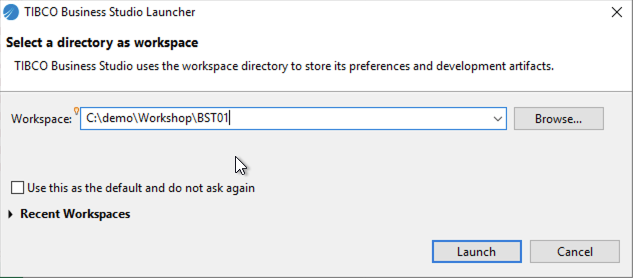 TIBCO Business Studio Launcher
Select a directory as workspace
TIBCO Business Studio uses the workspace directory to store its preferences and development artifacts.
Workspace: C:\demo\Workshop\BST01 Browse...
Use this as the default and do not ask again
Recent Workspaces
Launch Cancel